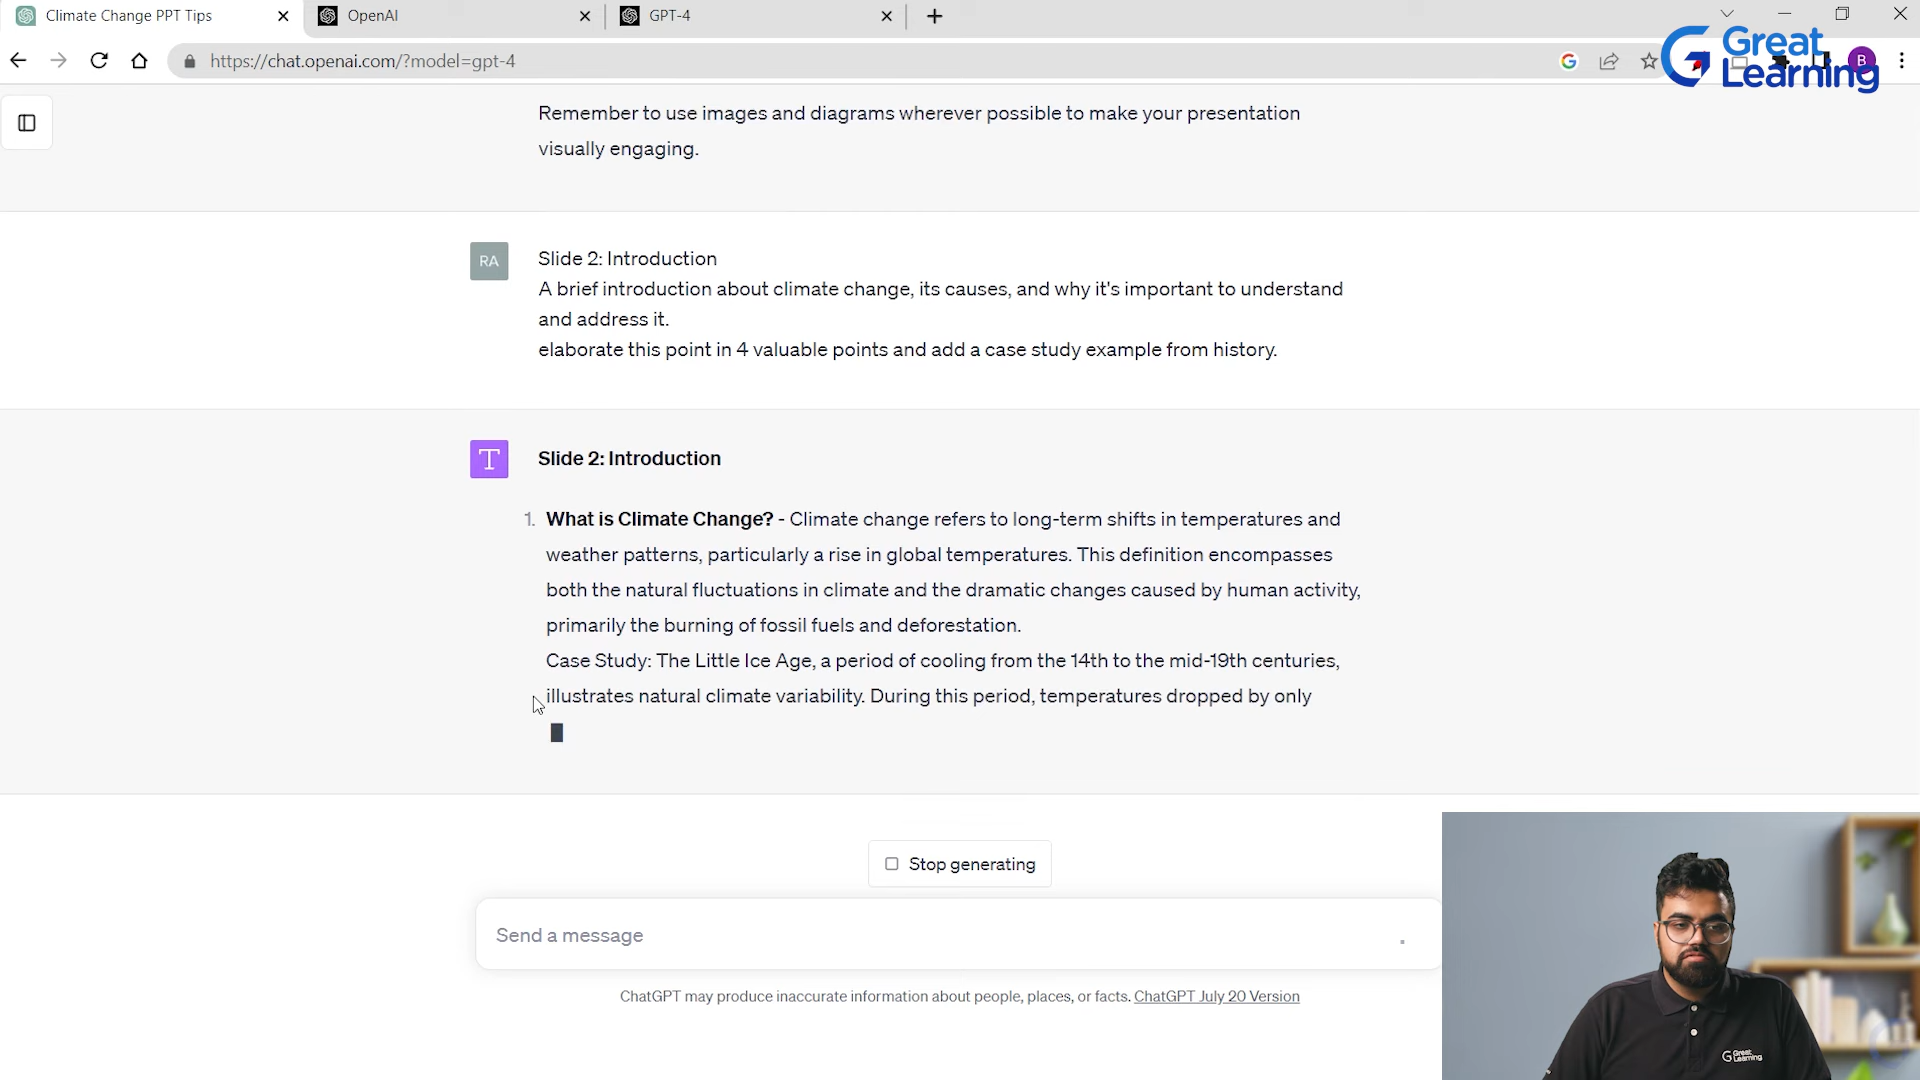 Climate Change PPT Tips
OpenAI
GPT-4
https://chat.openai.com/?model=gpt-4
B
Great
Learning
Remember to use images and diagrams wherever possible to make your presentation
visually engaging.
RA
Slide 2: Introduction
A brief introduction about climate change, its causes, and why it's important to understand
and address it.
elaborate this point in 4 valuable points and add a case study example from history.
T
Slide 2: Introduction
1. What is Climate Change? - Climate change refers to long-term shifts in temperatures and
weather patterns, particularly a rise in global temperatures. This definition encompasses
both the natural fluctuations in climate and the dramatic changes caused by human activity,
primarily the burning of fossil fuels and deforestation.
Case Study: The Little Ice Age, a period of cooling from the 14th to the mid-19th centuries,
illustrates natural climate variability. During this period, temperatures dropped by only
Stop generating
Send a message
ChatGPT may produce inaccurate information about people, places, or facts. ChatGPT July 20 Version
Great
Learning